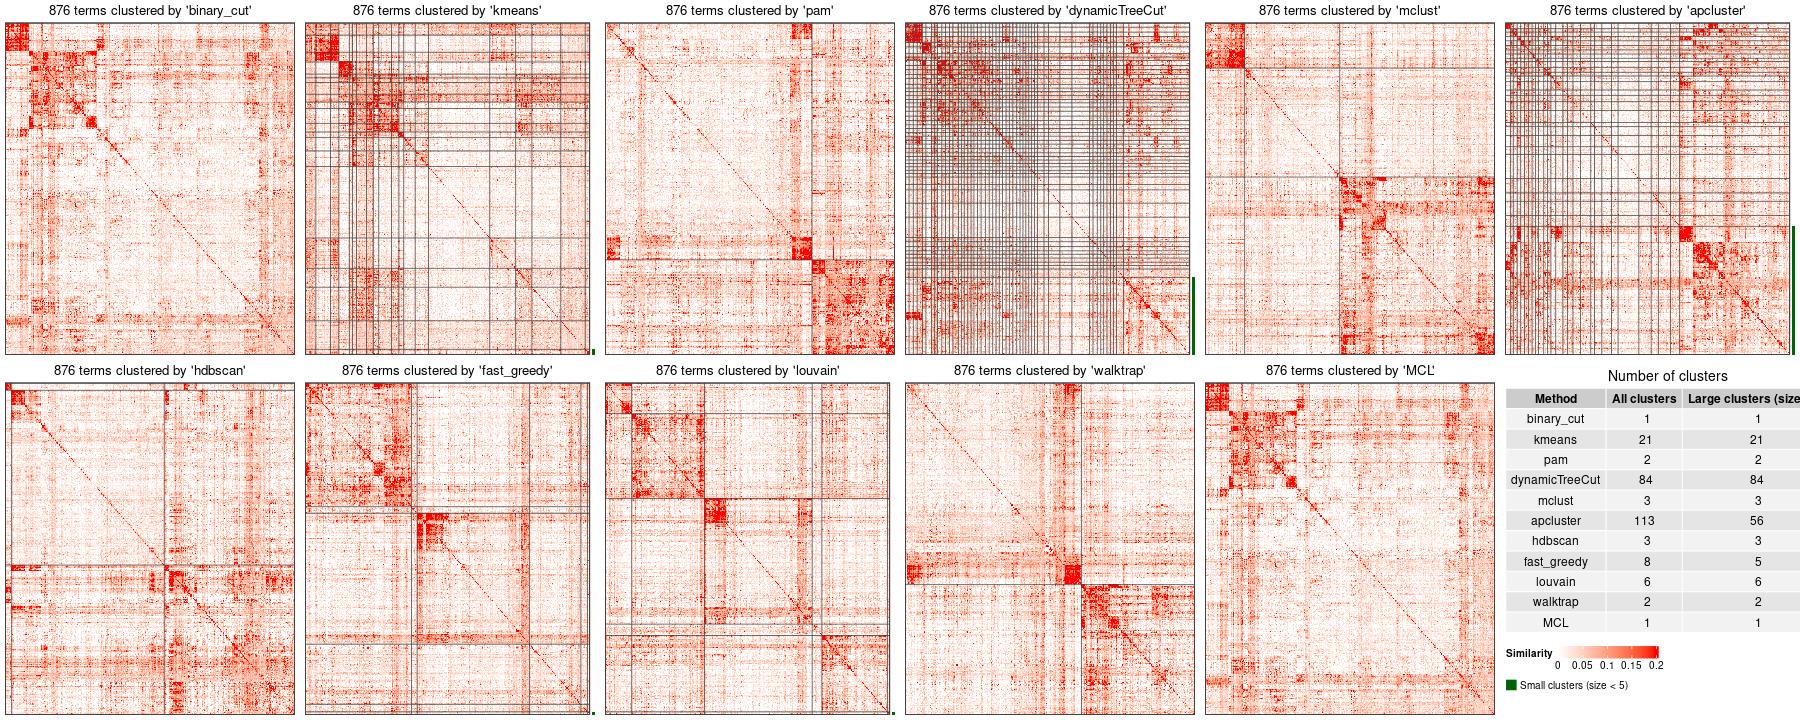 876 terms clustered by 'binary_cut'
876 terms clustered by 'kmeans'
876 terms clustered by 'pam'
876 terms clustered by 'dynamicTreeCut'
876 terms clustered by 'mclust'
876 terms clustered by 'apcluster'
876 terms clustered by 'hdbscan'
876 terms clustered by 'fast_greedy'
876 terms clustered by 'louvain'
876 terms clustered by 'walktrap'
876 terms clustered by 'MCL'
Number of clusters
Method All clusters Large clusters (size
binary_cut 1 1
kmeans 21 21
pam 2 2
dynamicTreeCut 84 84
mclust 3 3
apcluster 113 56
hdbscan 3 3
fast_greedy 8 5
louvain 6 6
walktrap 2 2
MCL 1 1
Similarity
0 0.05 0.1 0.15 0.2
Small clusters (size < 5)